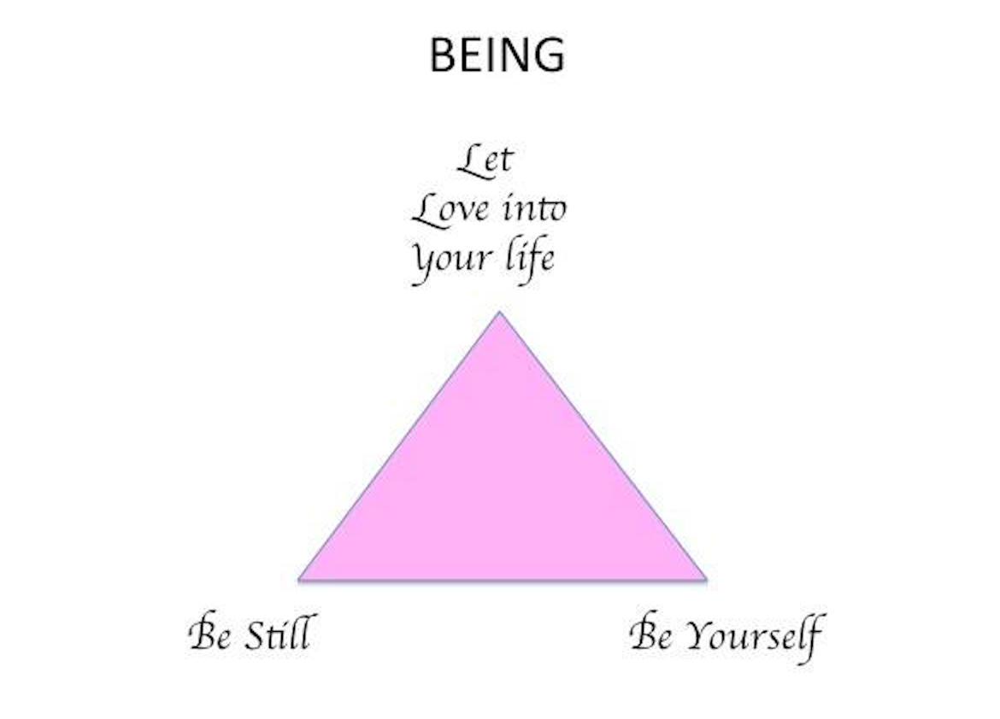 BEING
Let
Love into
Your life
Be Still
Be Yourself